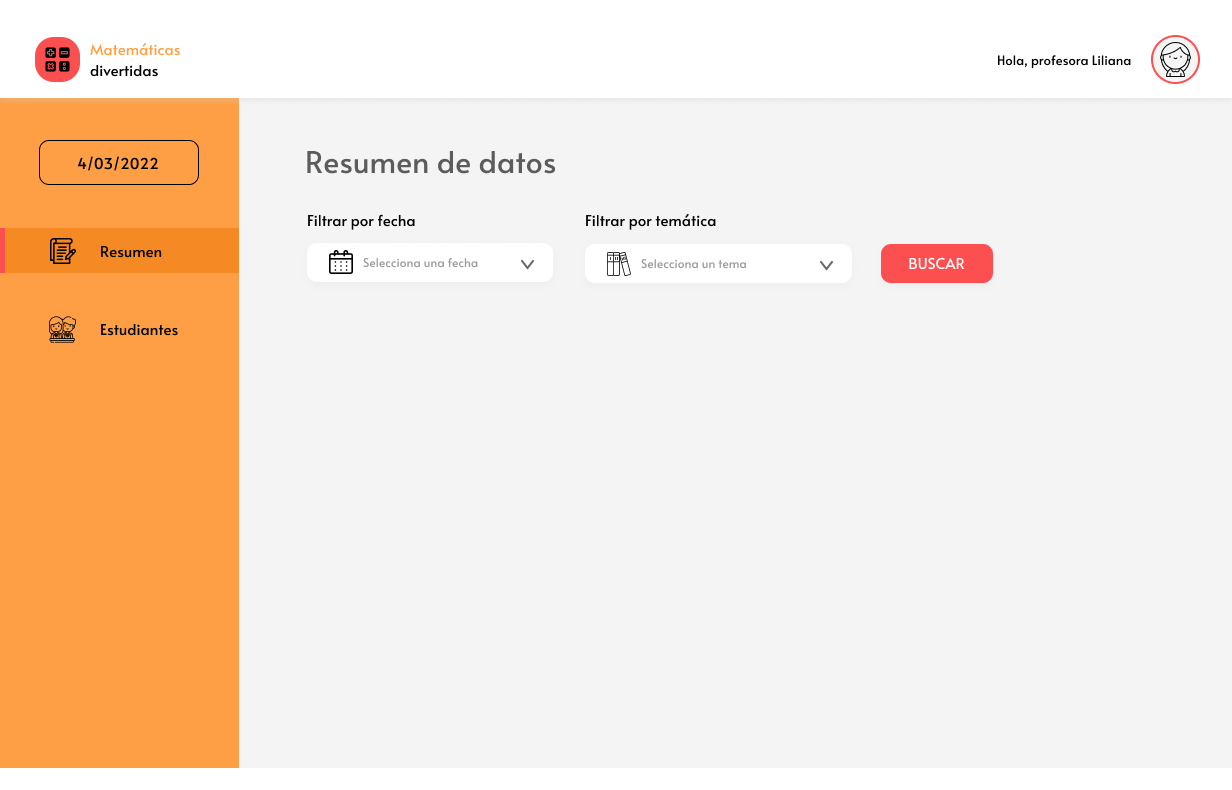 Matemáticas
divertidas
Hola, profesora Liliana
4/03/2022
Resumen
Estudiantes
Resumen de datos
Filtrar por fecha
Selecciona una fecha
Filtrar por temática
Selecciona un tema
BUSCAR